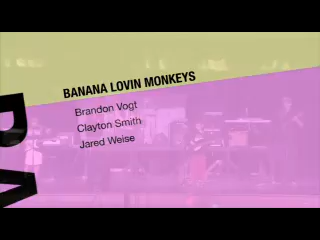 BANANA LOVIN MONKEYS
Brandon Vogt
Clayton Smith
Jared Weise